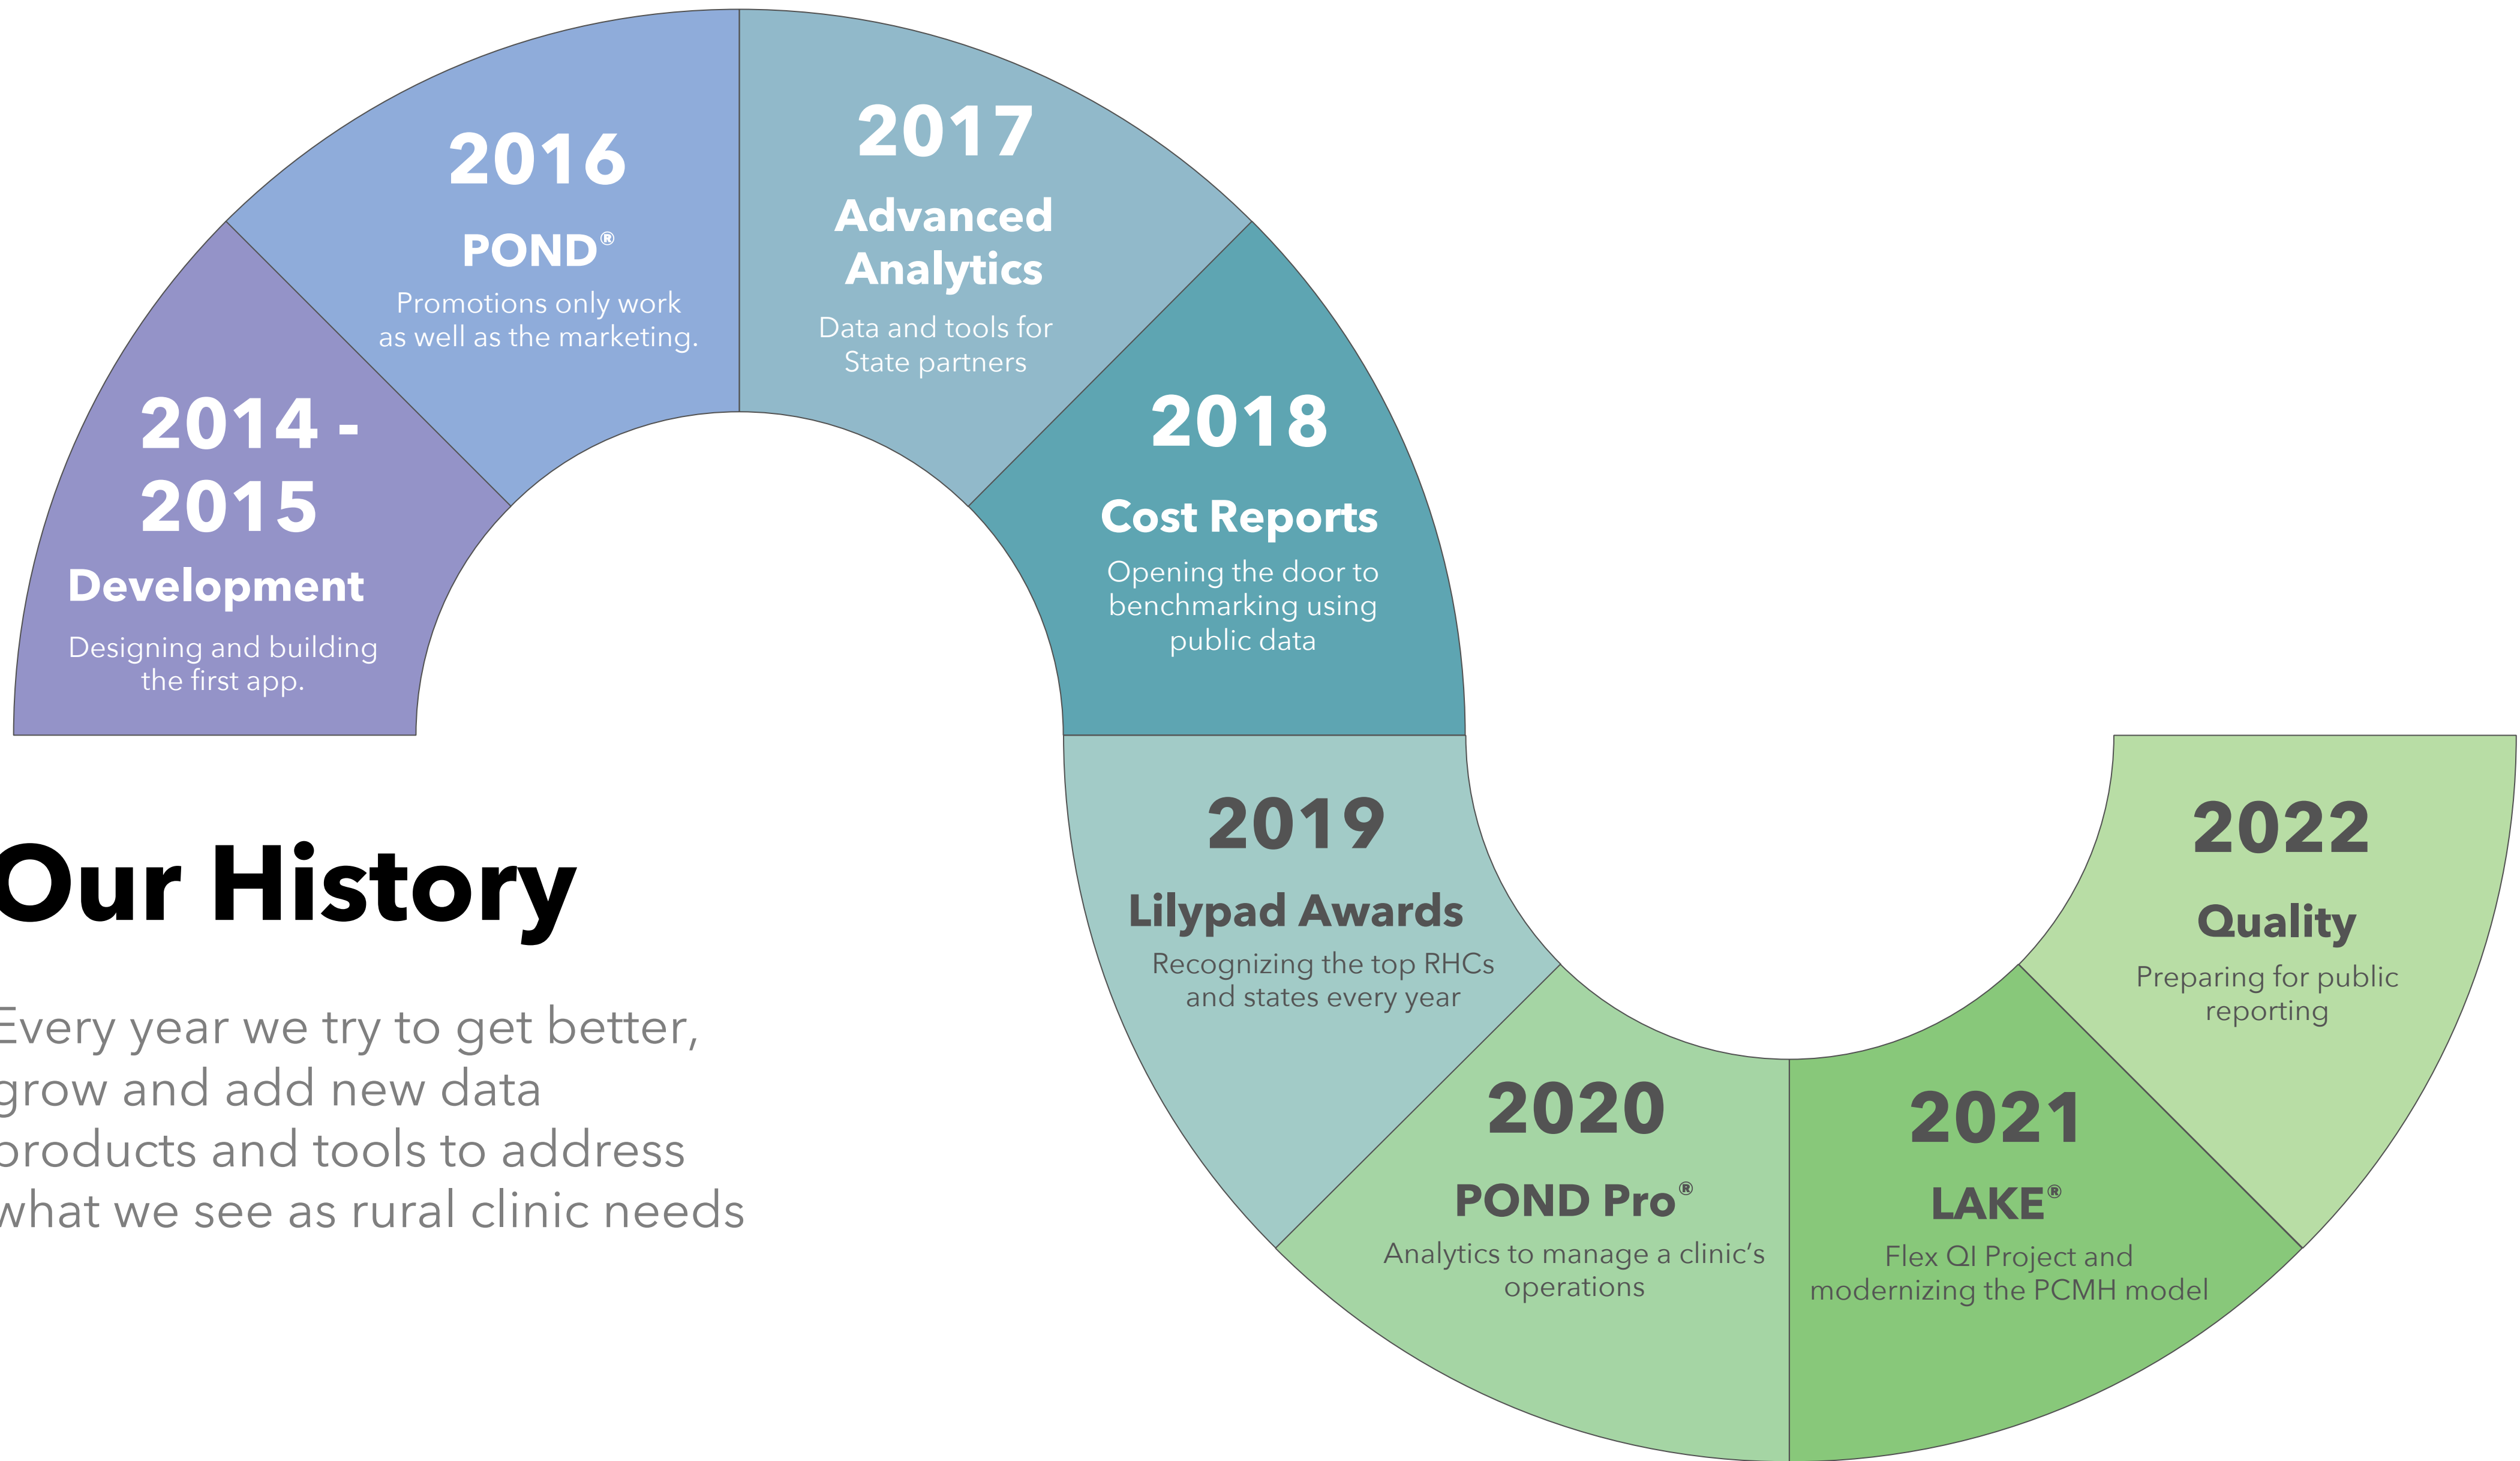 2014 -
2015
Development
Designing and building
the first app.
2016
POND®
Promotions only work
as well as the marketing.
2017
Advanced
Analytics
Data and tools for
State partners
2018
Cost Reports
Opening the door to
benchmarking using
public data
2019
Lilypad Awards
Recognizing the top RHCs
and states every year
2020
POND Pro®
Analytics to manage a clinic’s
operations
2021
LAKE®
Flex QI Project and
modernizing the PCMH model
2022
Quality
Preparing for public
reporting
Our History
Every year we try to get better,
grow and add new data
products and tools to address
what we see as rural clinic needs